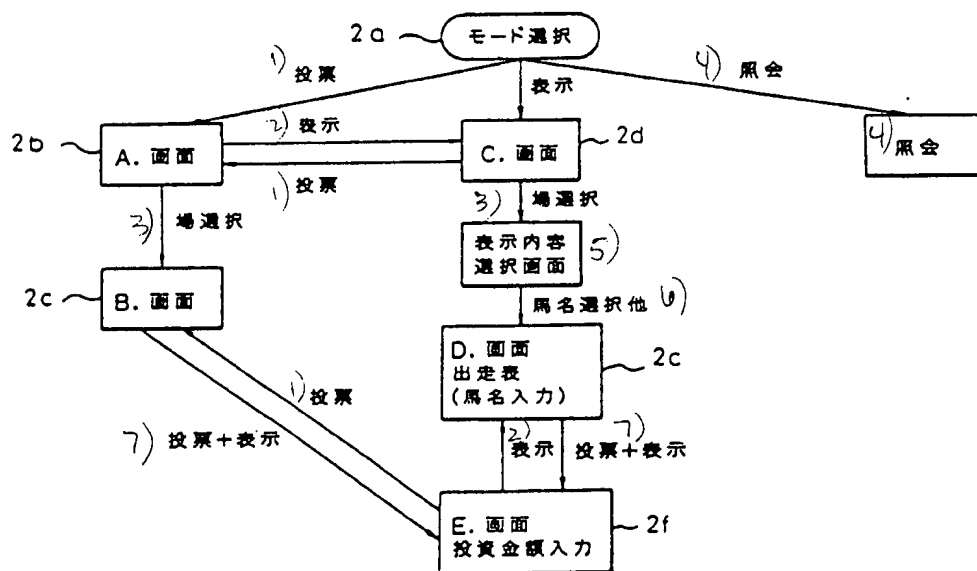 2a
モード選択
1) 投票
表示
4) 照会
2b
A. 画面
2) 表示
1) 投票
C. 画面
2d
4) 照会
3) 場選択
3) 場選択
表示内容
選択画面
5)
2c
B. 画面
馬名選択他 6)
D. 画面
出走表
(馬名入力)
2c
1) 投票
7) 投票+表示
2) 表示
7) 投票+表示
E. 画面
投資金額入力
2f